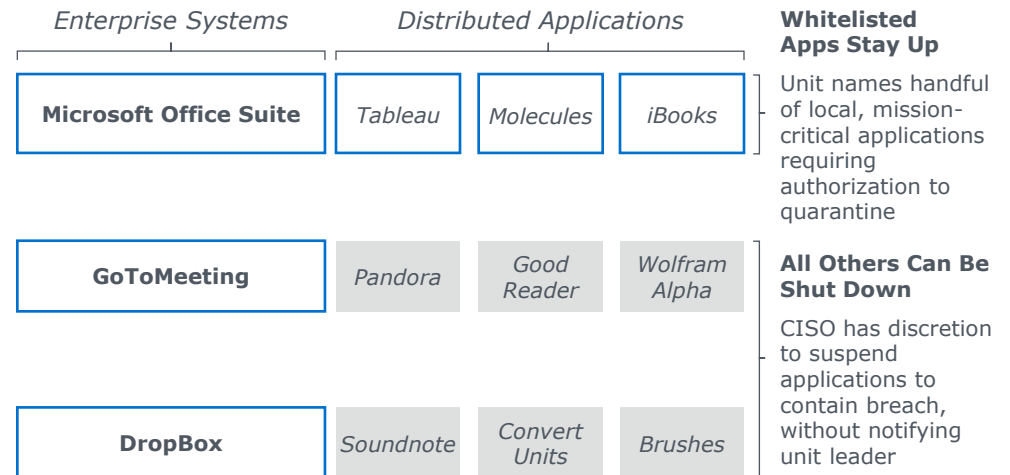 Enterprise Systems
Distributed Applications
Whitelisted
Apps Stay Up
Microsoft Office Suite
Tableau
Molecules
iBooks
Unit names handful
of local, mission-
critical applications
requiring
authorization to
quarantine
GoToMeeting
Pandora
Good
Reader
Wolfram
Alpha
All Others Can Be
Shut Down
CISO has discretion
to suspend
applications to
contain breach,
without notifying
unit leader
DropBox
Soundnote
Convert
Units
Brushes